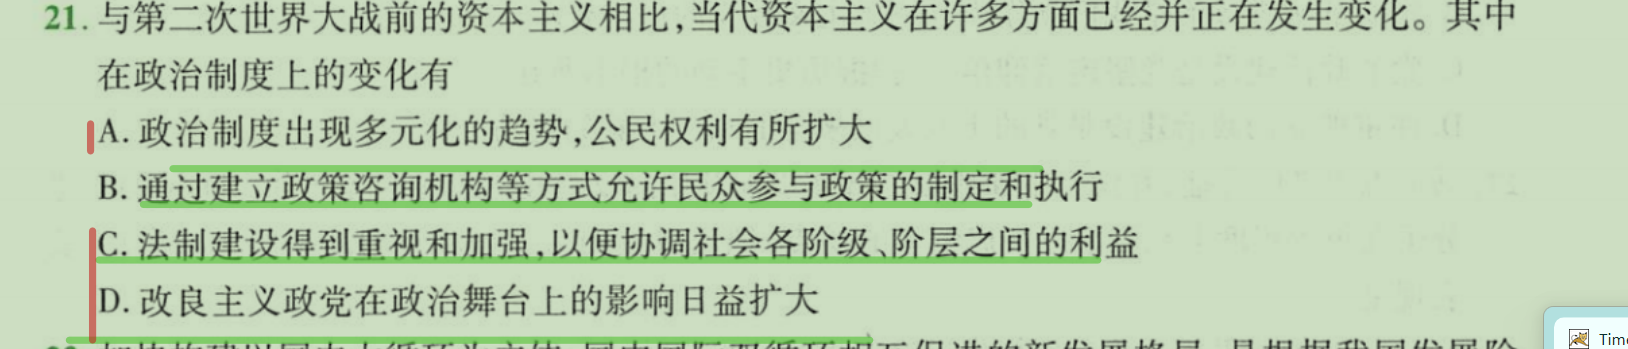 21. 与第二次世界大战前的资本主义相比,当代资本主义在许多方面已经并正在发生变化。其中
在政治制度上的变化有
A. 政治制度出现多元化的趋势,公民权利有所扩大
B. 通过建立政策咨询机构等方式允许民众参与政策的制定和执行
C. 法制建设得到重视和加强,以便协调社会各阶级、阶层之间的利益
D. 改良主义政党在政治舞台上的影响日益扩大
Time